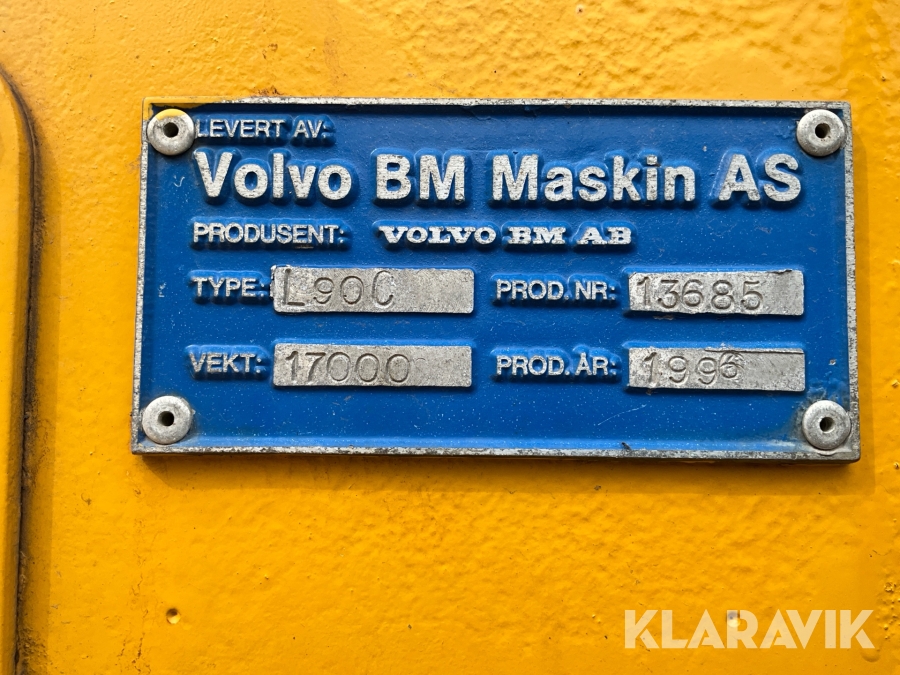 LEVERT AV:
Volvo BM Maskin AS
PRODUSENT: VOLVO BM AB
TYPE: L90C PROD.NR: 13685
VEKT: 17000 PROD.ÅR: 1996
KLARAVIK